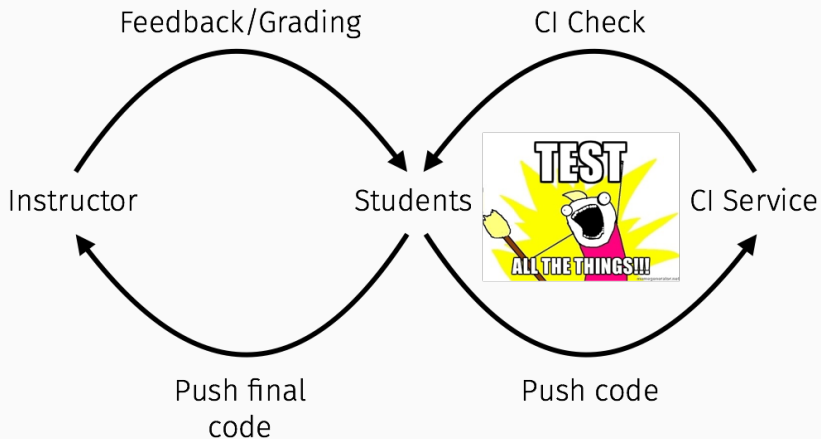 Feedback/Grading
CI Check
TEST
Instructor
Students
CI Service
ALL THE THINGS!!!
Push final
code
Push code